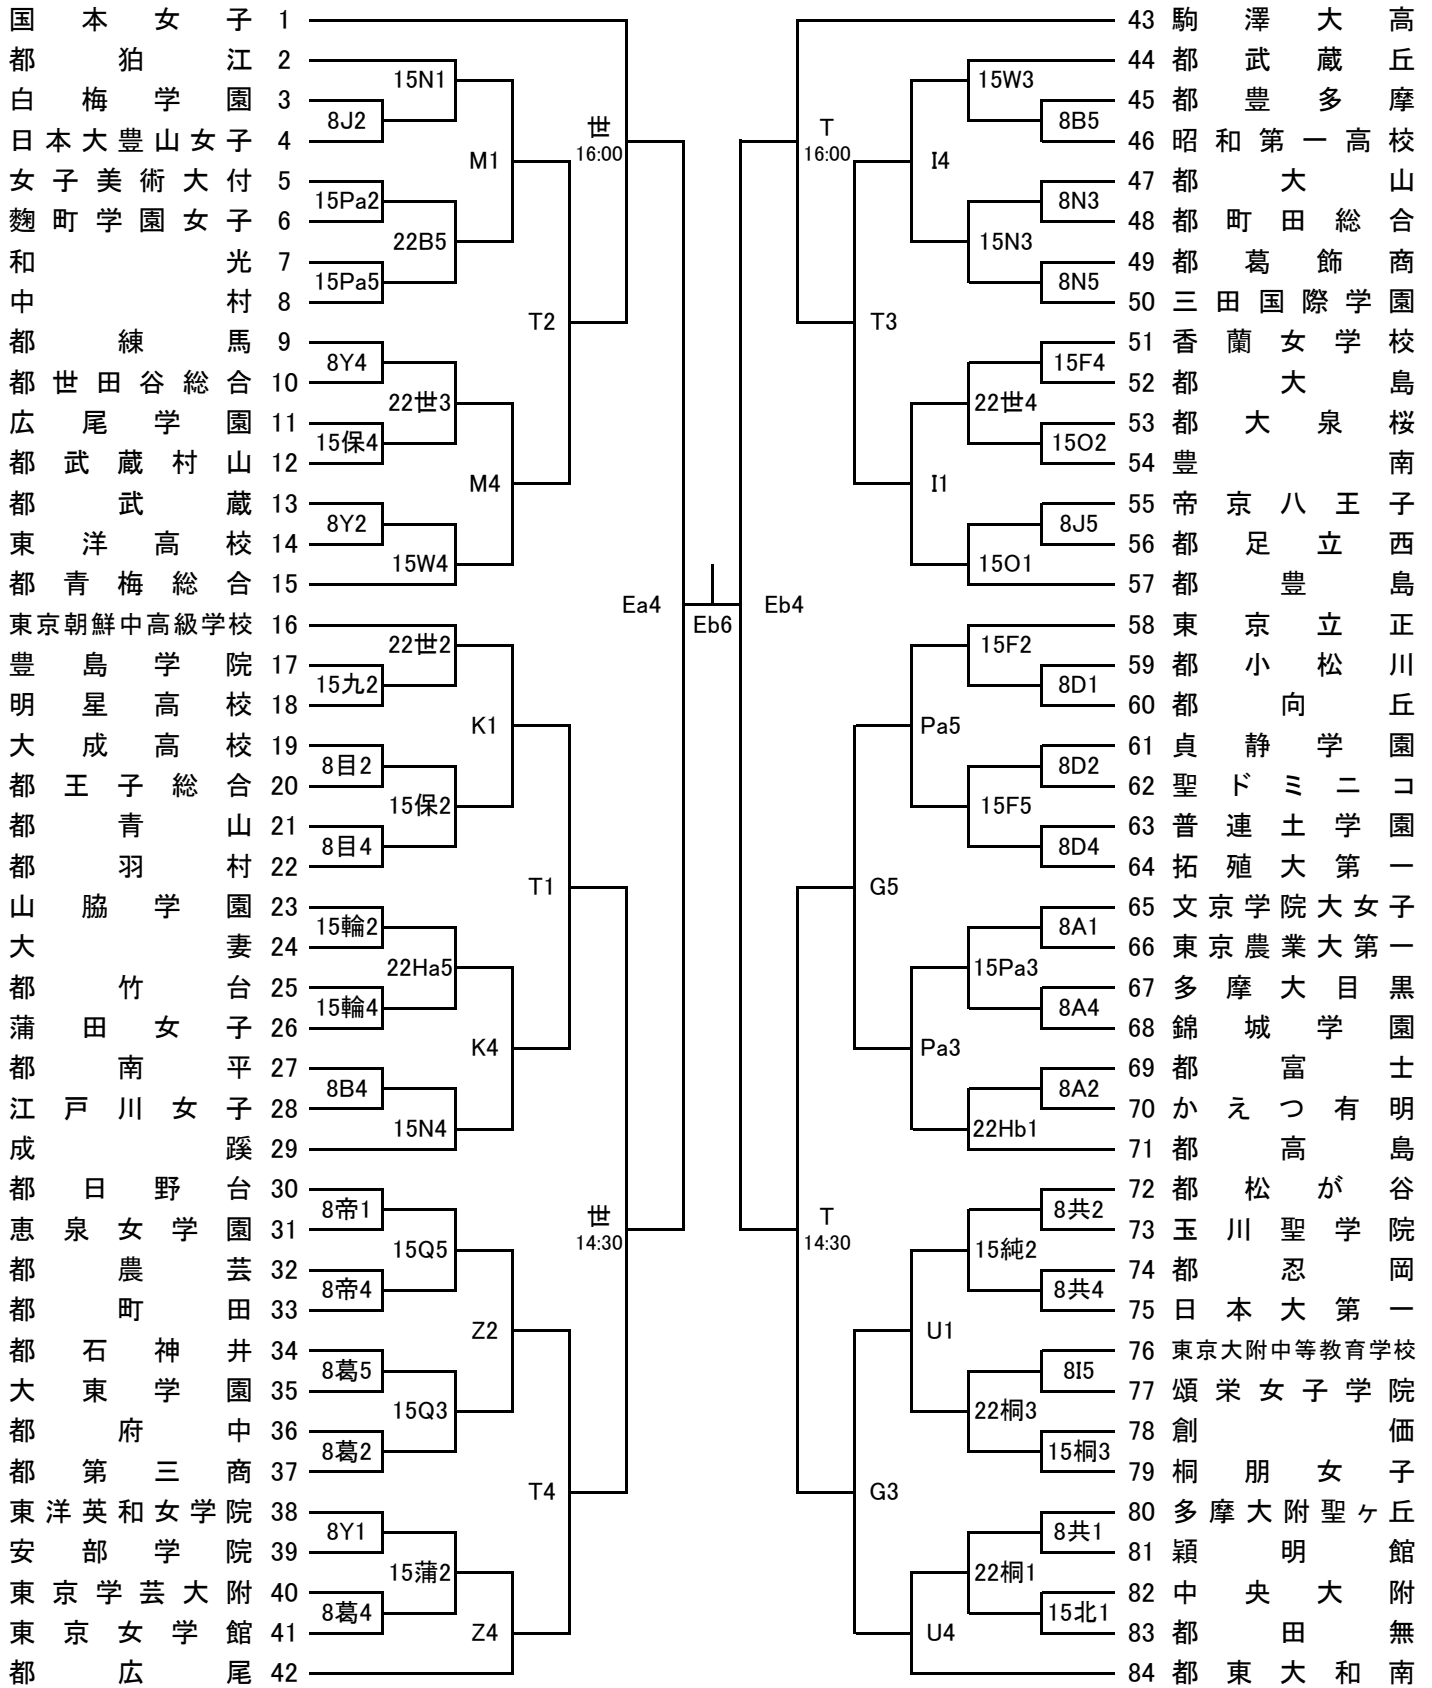 国本女子 1
都狛江 2
白梅学園 3
日本大豊山女子 4
女子美術大付 5
麴町学園女子 6
和光 7
中村 8
都練馬 9
都世田谷総合 10
広尾学園 11
都武蔵村山 12
都武蔵 13
東洋高校 14
都青梅総合 15
東京朝鮮中高級学校 16
豊島学院 17
明星高校 18
大成高校 19
都王子総合 20
都青山 21
都羽村 22
山脇学園 23
大妻 24
都竹台 25
蒲田女子 26
都南平 27
江戸川女子 28
成蹊 29
都日野台 30
恵泉女学園 31
都農芸 32
都町田 33
都石神井 34
大東学園 35
都府中 36
都第三商 37
東洋英和女学院 38
安部学院 39
東京学芸大附 40
東京女学館 41
都広尾 42
8J2
15Pa2
15Pa5
8Y4
15保4
8Y2
15九2
8目2
8目4
15輪2
15輪4
8B4
8帝1
8帝4
8葛5
8葛2
8Y1
8葛4
15N1
22B5
22世3
15W4
22世2
15保2
22Ha5
15N4
15Q5
15Q3
15蒲2
M1
M4
K1
K4
Z2
Z4
T2
T1
T4
世
16:00
世
14:30
Ea4
Eb6
Eb4
T
16:00
T
14:30
T3
G5
G3
I4
I1
Pa5
Pa3
U1
U4
15W3
15N3
22世4
15O1
15F2
15F5
15Pa3
22Hb1
15純2
22桐3
22桐1
8B5
8N3
8N5
15F4
15O2
8J5
8D1
8D2
8D4
8A1
8A4
8A2
8共2
8共4
8I5
15桐3
8共1
15北1
43 駒澤大高
44 都武蔵丘
45 都豊多摩
46 昭和第一高校
47 都大山
48 都町田総合
49 都葛飾商
50 三田国際学園
51 香蘭女学校
52 都大島
53 都大泉桜
54 豊南
55 帝京八王子
56 都足立西
57 都豊島
58 東京立正
59 都小松川
60 都向丘
61 貞静学園
62 聖ドミニコ
63 普連土学園
64 拓殖大第一
65 文京学院大女子
66 東京農業大第一
67 多摩大目黒
68 錦城学園
69 都富士
70 かえつ有明
71 都高島
72 都松が谷
73 玉川聖学院
74 都忍岡
75 日本大第一
76 東京大附中等教育学校
77 頌栄女子学院
78 創価
79 桐朋女子
80 多摩大附聖ヶ丘
81 穎明館
82 中央大附
83 都田無
84 都東大和南